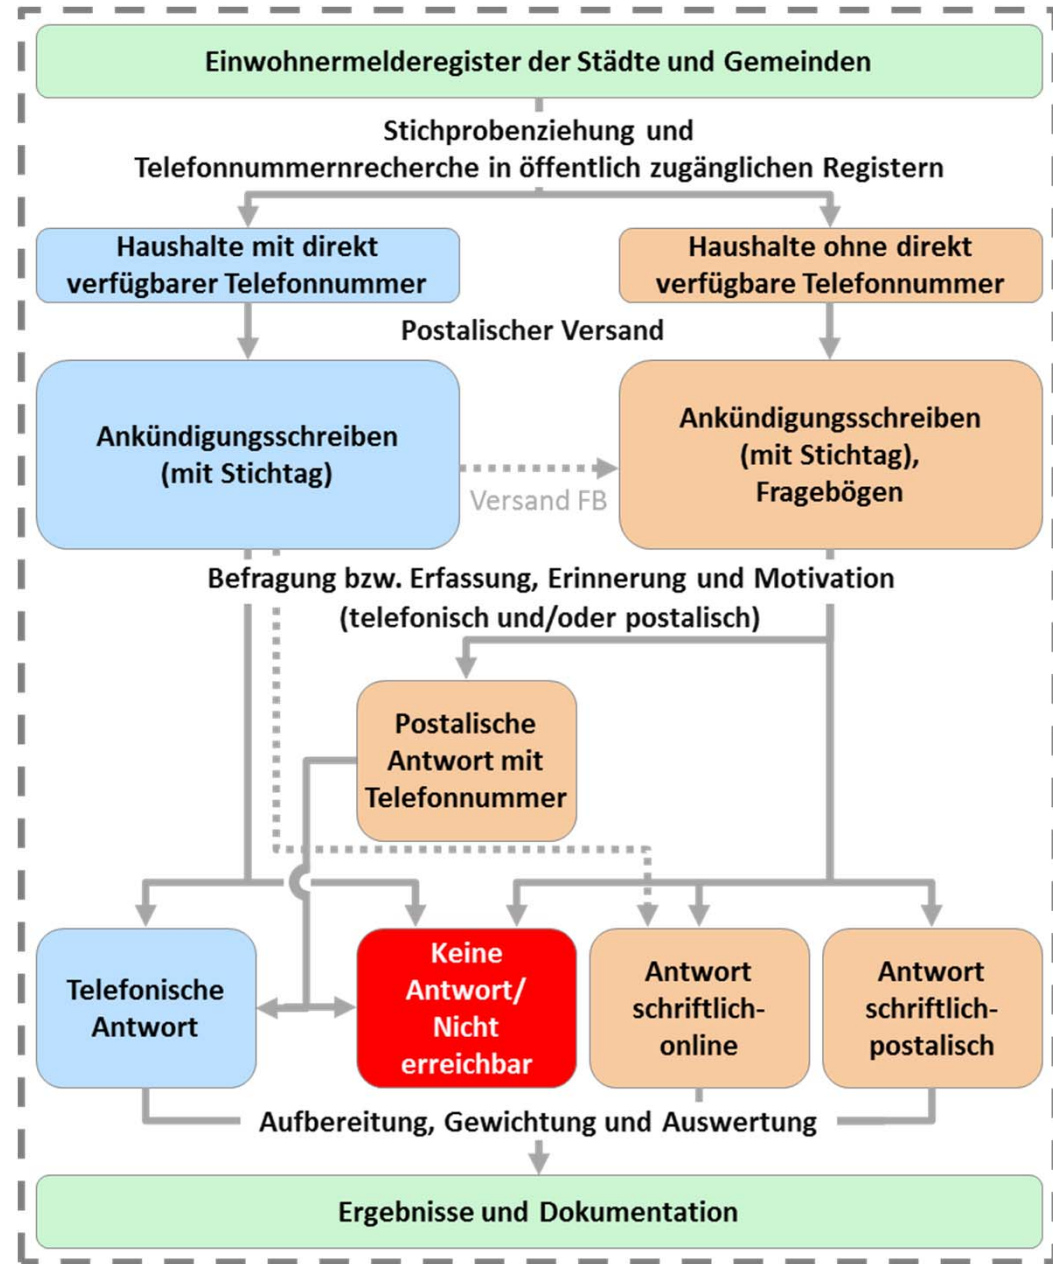 Einwohnermelderegister der Städte und Gemeinden
Stichprobenziehung und
Telefonnummernrecherche in öffentlich zugänglichen Registern
Haushalte mit direkt
verfügbarer Telefonnummer
Haushalte ohne direkt
verfügbare Telefonnummer
Postalischer Versand
Ankündigungsschreiben
(mit Stichtag)
Versand FB
Ankündigungsschreiben
(mit Stichtag),
Fragebögen
Befragung bzw. Erfassung, Erinnerung und Motivation
(telefonisch und/oder postalisch)
Postalische
Antwort mit
Telefonnummer
Telefonische
Antwort
Keine
Antwort/
Nicht
erreichbar
Antwort
schriftlich-
online
Antwort
schriftlich-
postalisch
Aufbereitung, Gewichtung und Auswertung
Ergebnisse und Dokumentation